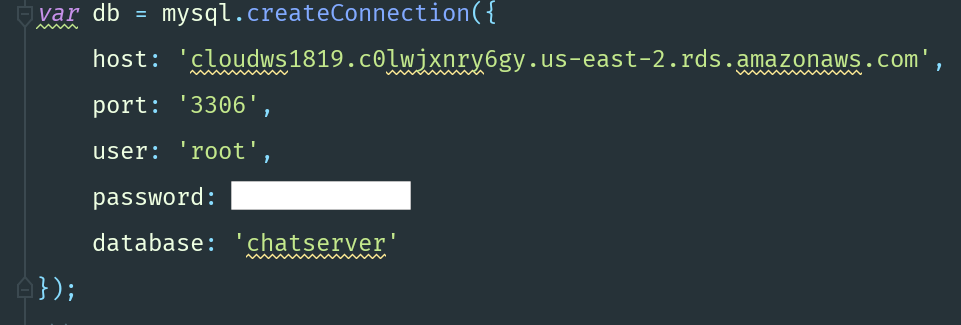 var db = mysql.createConnection({
host: 'cloudws1819.c0lwjxnry6gy.us-east-2.rds.amazonaws.com',
port: '3306',
user: 'root',
password:
database: 'chatserver'
});